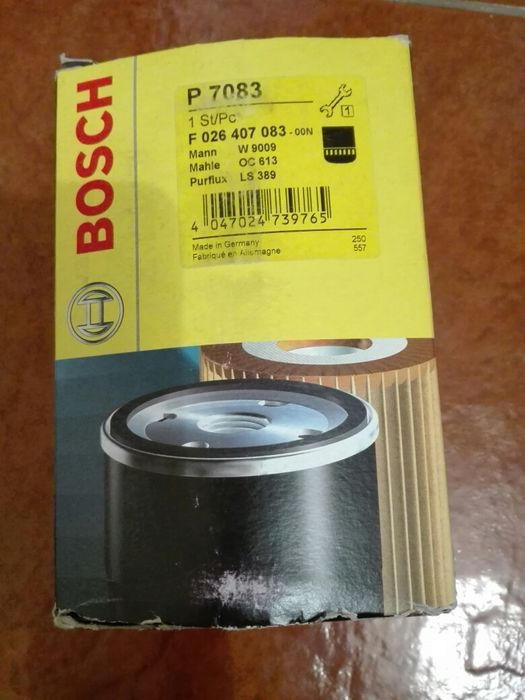 BOSCH
P 7083
1 St/Pc
F 026 407 083 - 00N
1
Mann W 9009
Mahle OC 613
Purflux LS 389
4 047024 739765
Made in Germany 250
Fabriqué en Allemagne 557